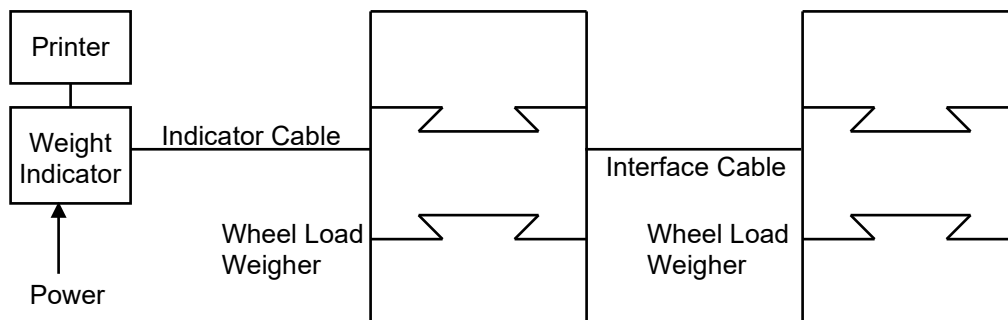 Printer
Weight
Indicator
Indicator Cable
Interface Cable
Wheel Load
Weigher
Wheel Load
Weigher
Power